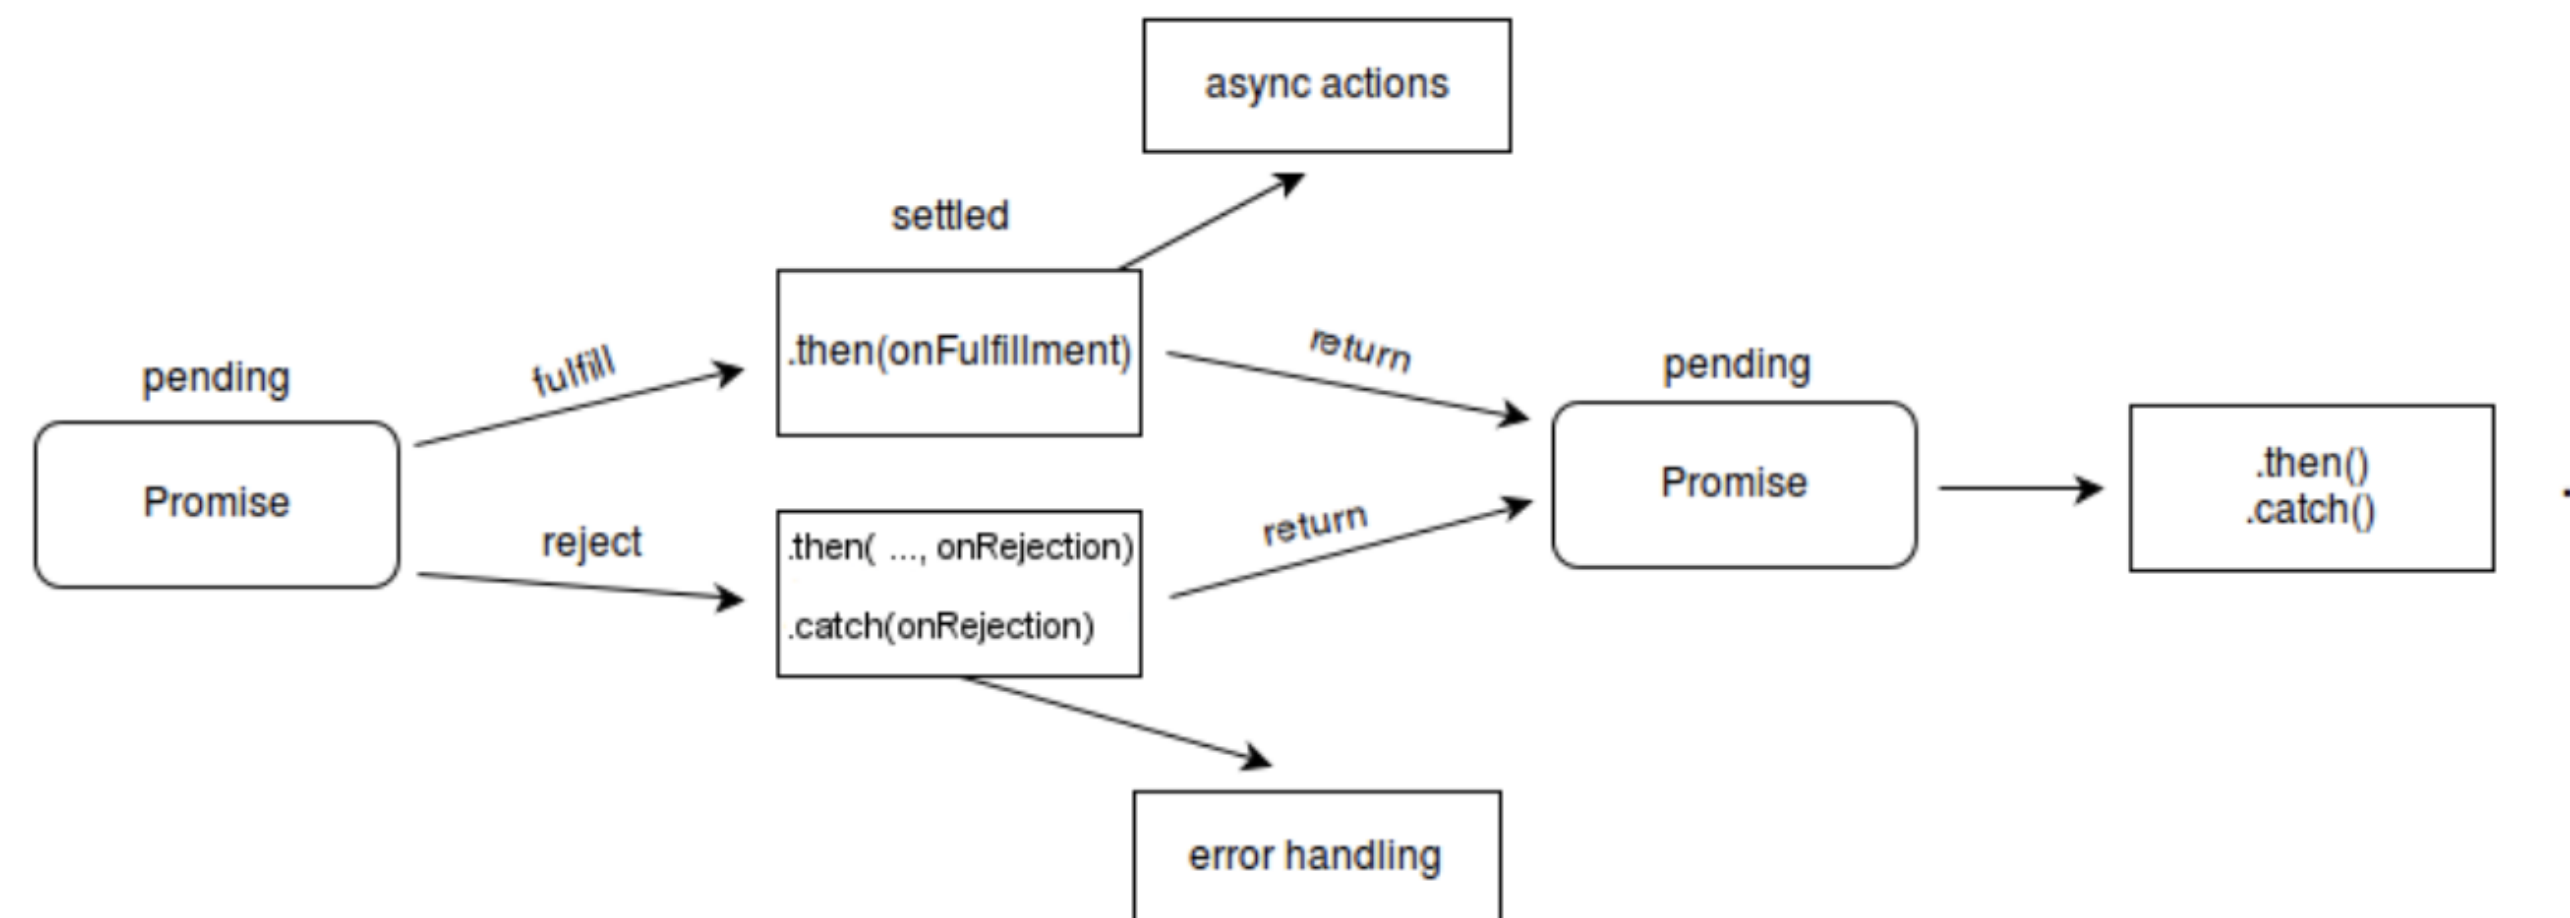 async actions
settled
.then(onFulfillment)
fulfill
return
pending
pending
Promise
Promise
.then()
.catch()
reject
.then( ..., onRejection)
.catch(onRejection)
return
error handling